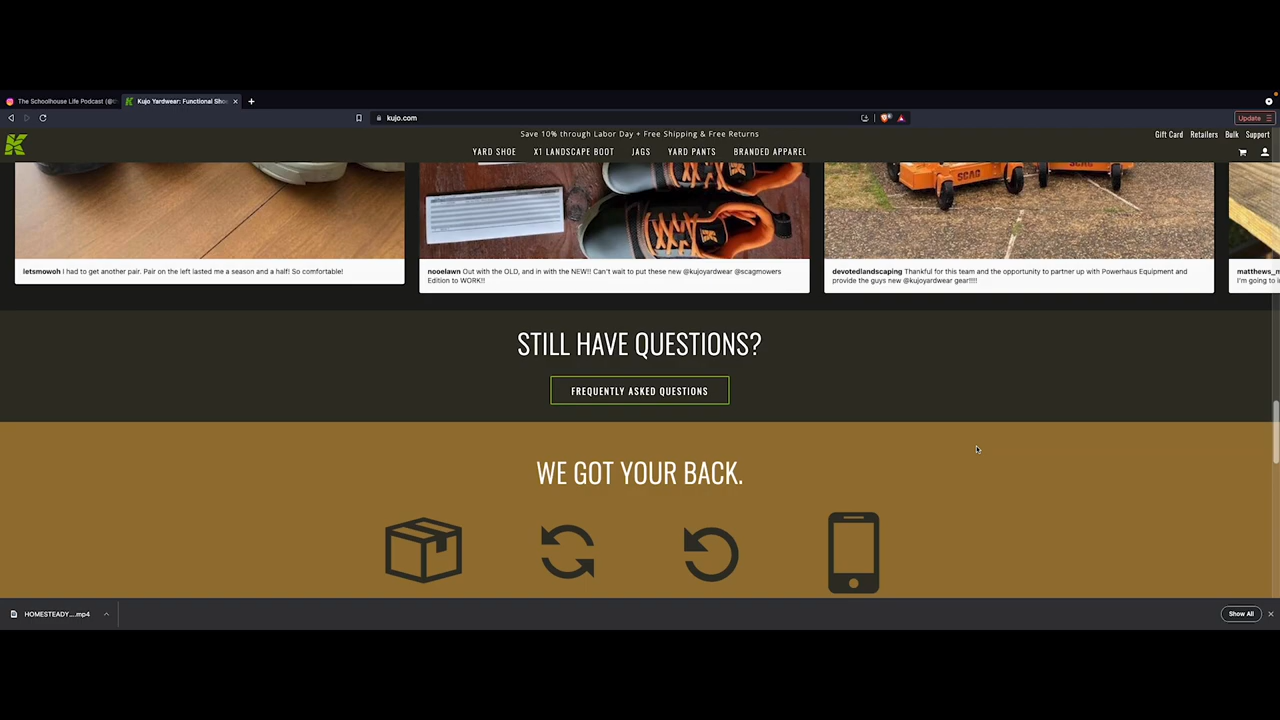 The Schoolhouse Life Podcast (@
Kujo Yardwear: Functional Sho
kujo.com
Update
Save 10% through Labor Day + Free Shipping & Free Returns
Gift Card Retailers Bulk Support
YARD SHOE X1 LANDSCAPE BOOT JAGS YARD PANTS BRANDED APPAREL
SCAG SCAG
letsmowoh I had to get another pair. Pair on the left lasted me a season and a half! So comfortable!
nooelawn Out with the OLD, and in with the NEW!! Can't wait to put these new @kujoyardwear @scagmowers
Edition to WORK!!
devotedlandscaping Thankful for this team and the opportunity to partner up with Powerhaus Equipment and
provide the guys new @kujoyardwear gear!!!!
matthews_m
I'm going to i
STILL HAVE QUESTIONS?
FREQUENTLY ASKED QUESTIONS
WE GOT YOUR BACK.
HOMESTEADY....mp4
Show All